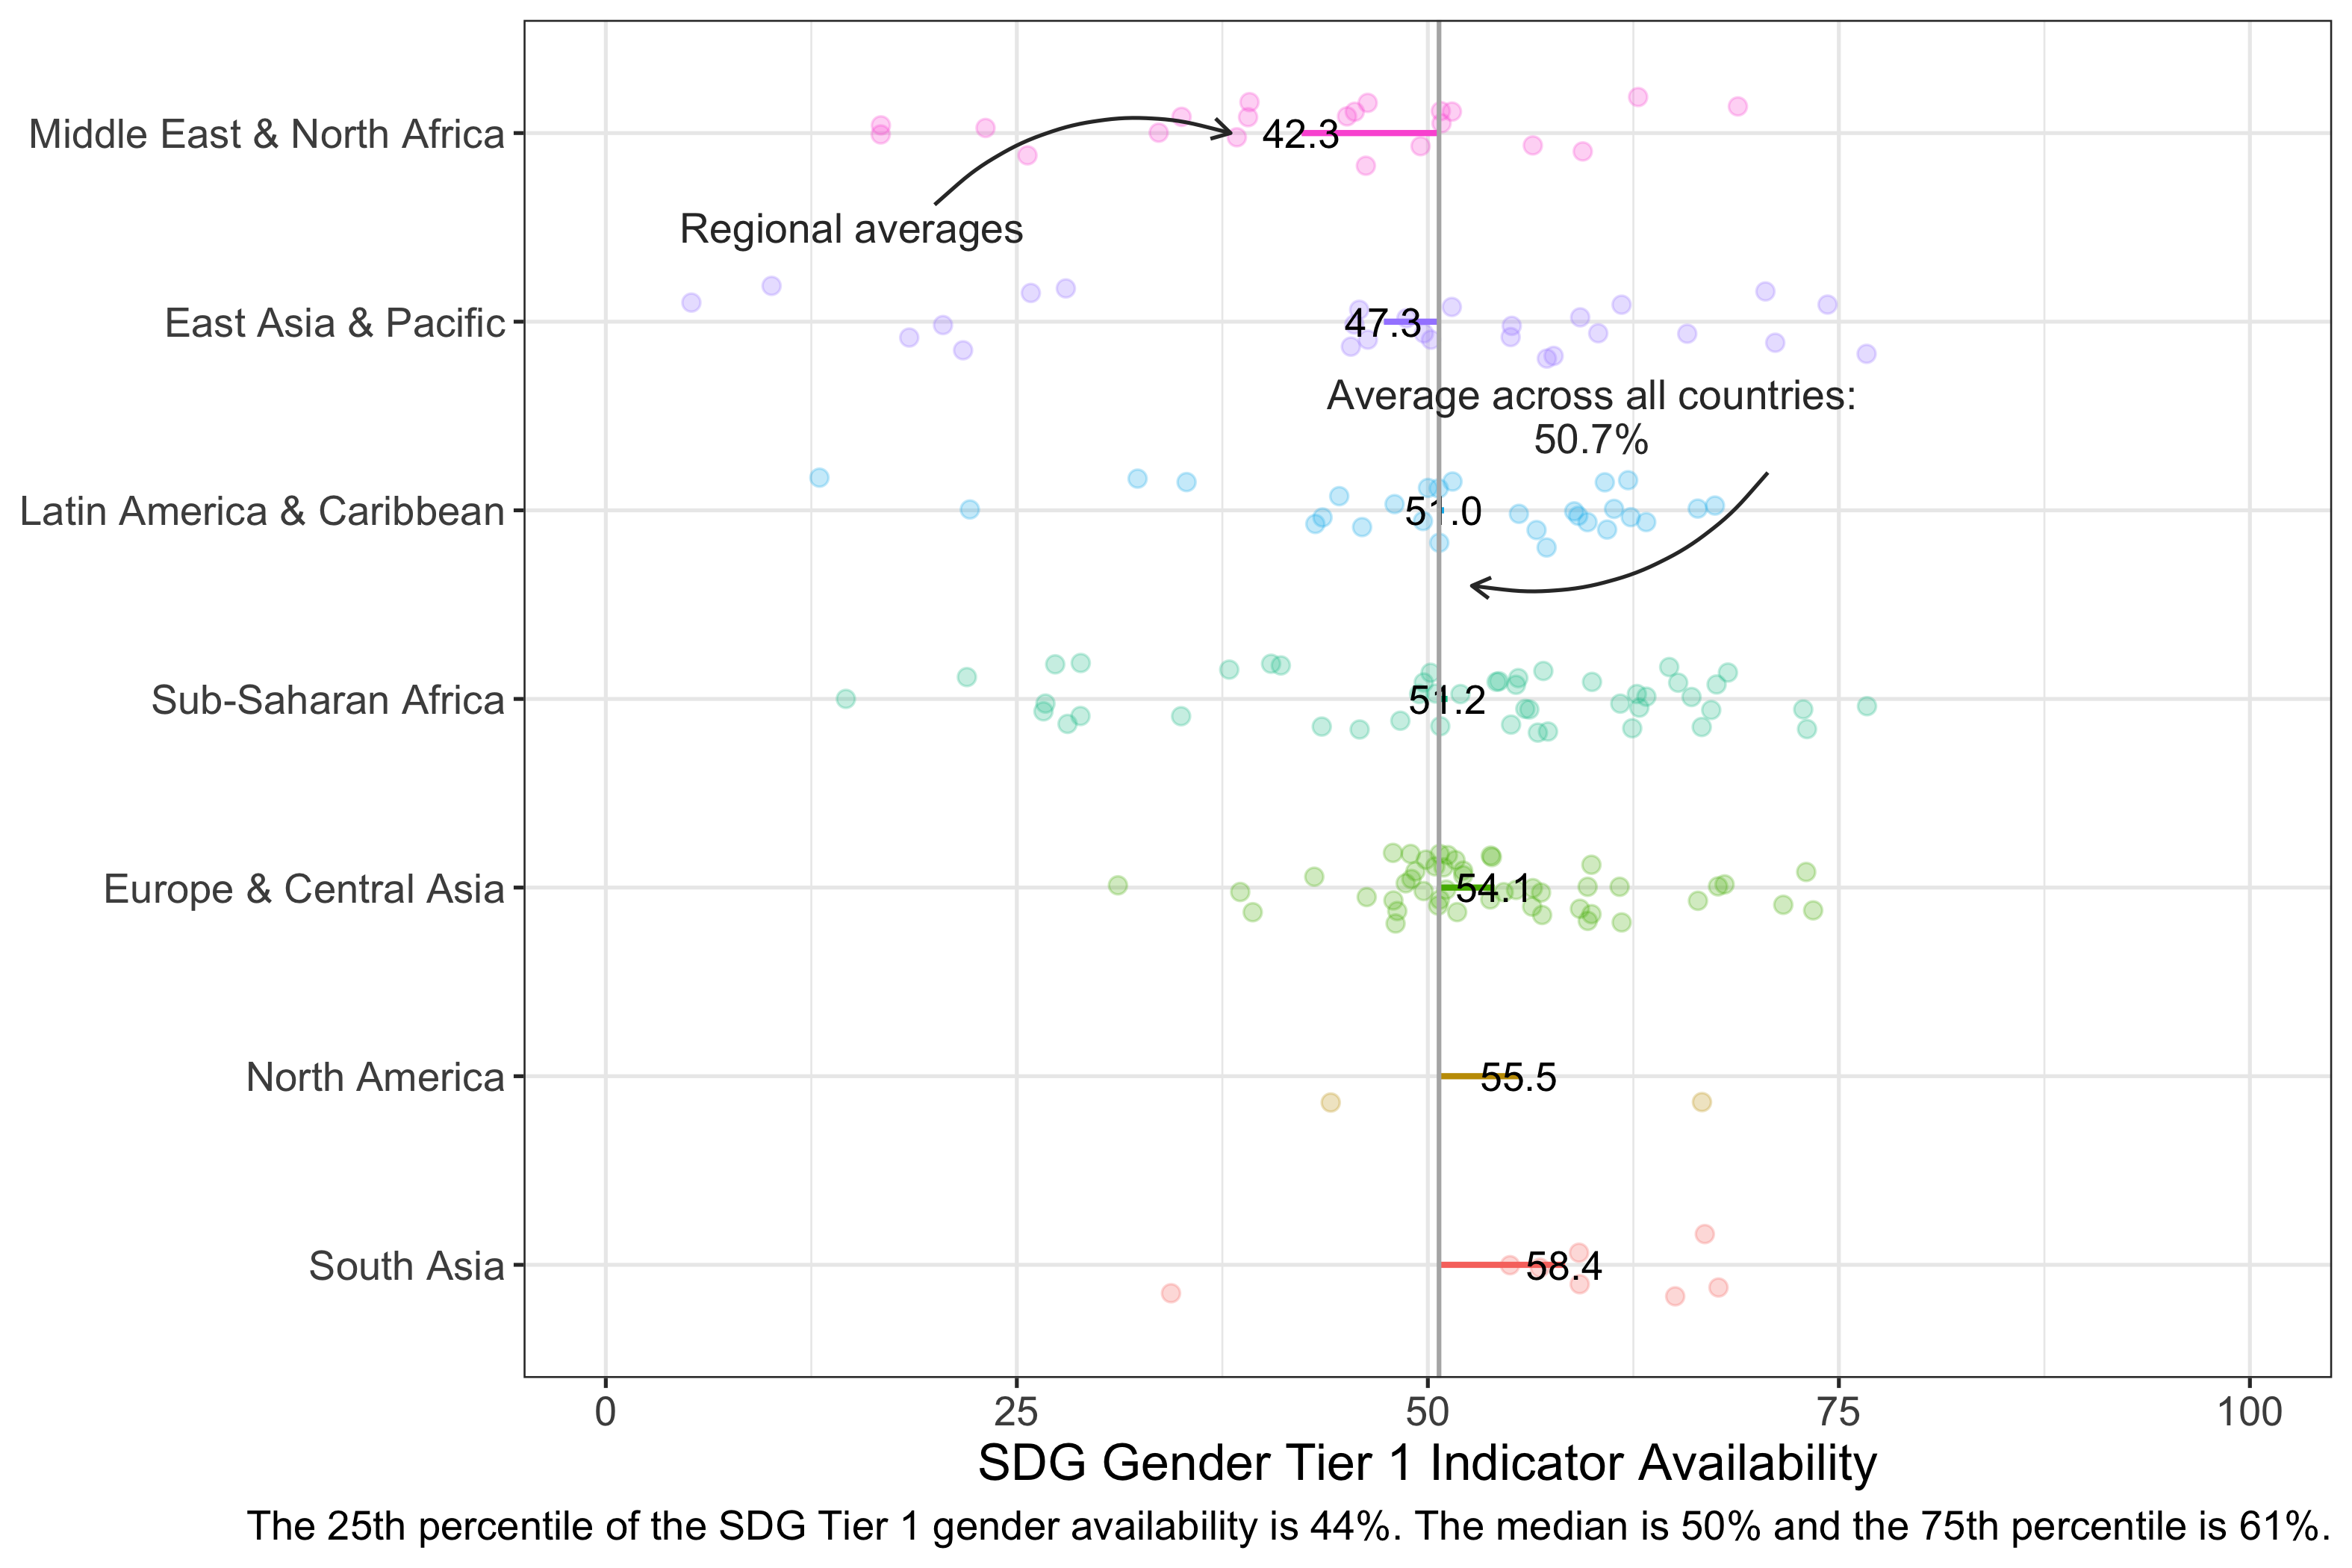 Middle East & North Africa
42.3
Regional averages
East Asia & Pacific
47.3
Average across all countries:
50.7%
Latin America & Caribbean
51.0
Sub-Saharan Africa
51.2
Europe & Central Asia
54.1
North America
55.5
South Asia
58.4
0 25 50 75 100
SDG Gender Tier 1 Indicator Availability
The 25th percentile of the SDG Tier 1 gender availability is 44%. The median is 50% and the 75th percentile is 61%.